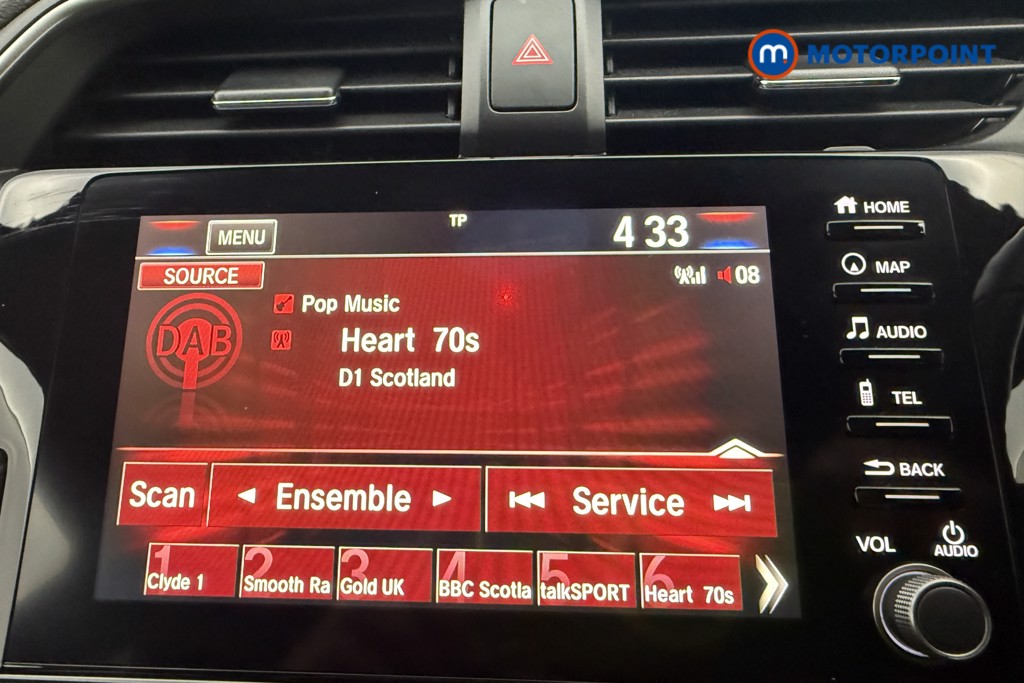 m MOTORPOINT
HOME
TP
MENU
4 33
SOURCE
08
MAP
Pop Music
DAB
Heart 70s
AUDIO
D1 Scotland
TEL
BACK
Scan
Ensemble
Service
VOL
AUDIO
1 Clyde 1
2 Smooth Ra
3 Gold UK
4 BBC Scotla
5 talkSPORT
6 Heart 70s